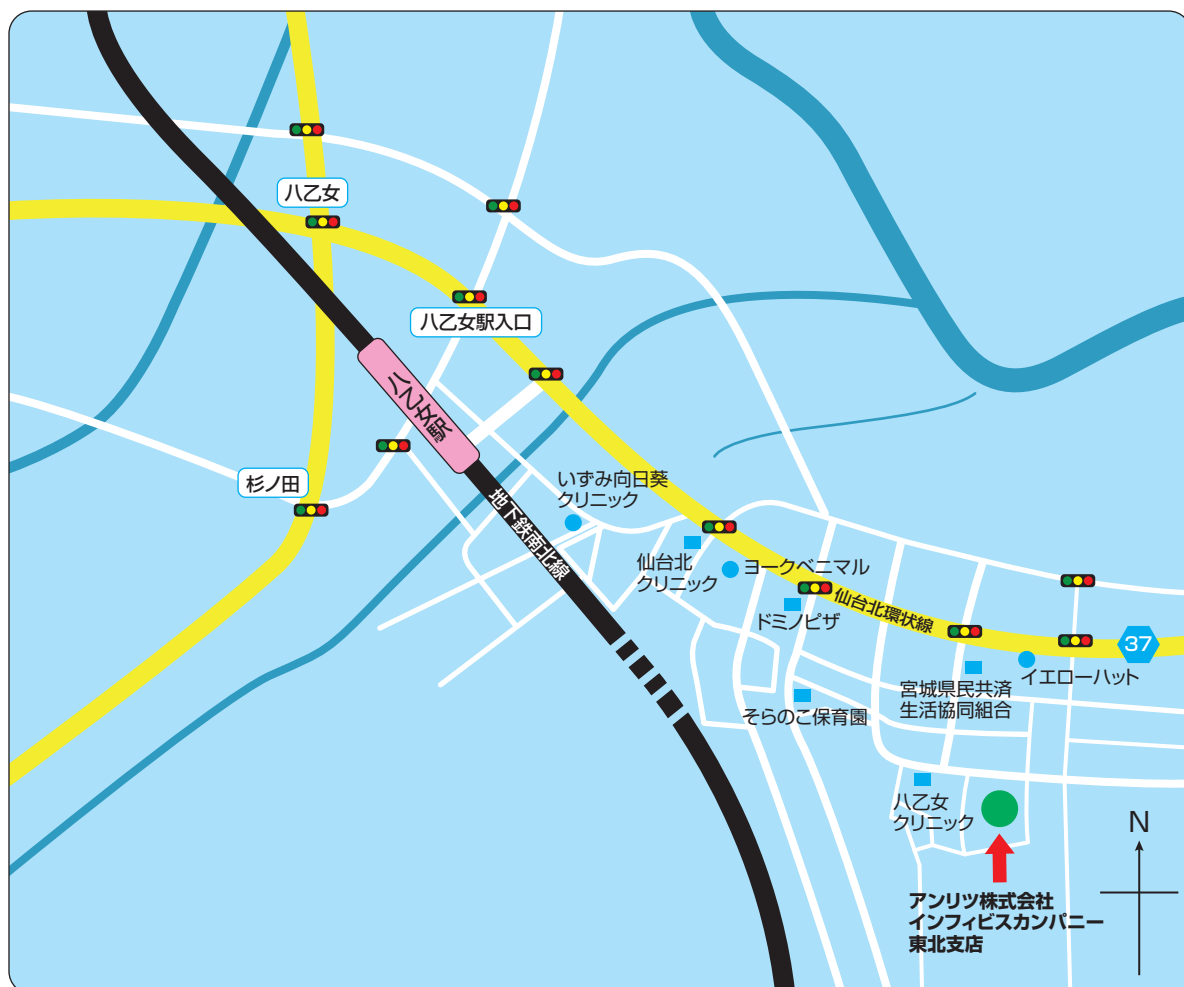 八乙女
八乙女駅入口
八乙女駅
杉ノ田
地下鉄南北線
いずみ向日葵
クリニック
仙台北
クリニック
ヨークベニマル
ドミノピザ
仙台北環状線
37
イエローハット
宮城県民共済
生活協同組合
そらのこ保育園
八乙女
クリニック
N
アンリツ株式会社
インフィビスカンパニー
東北支店